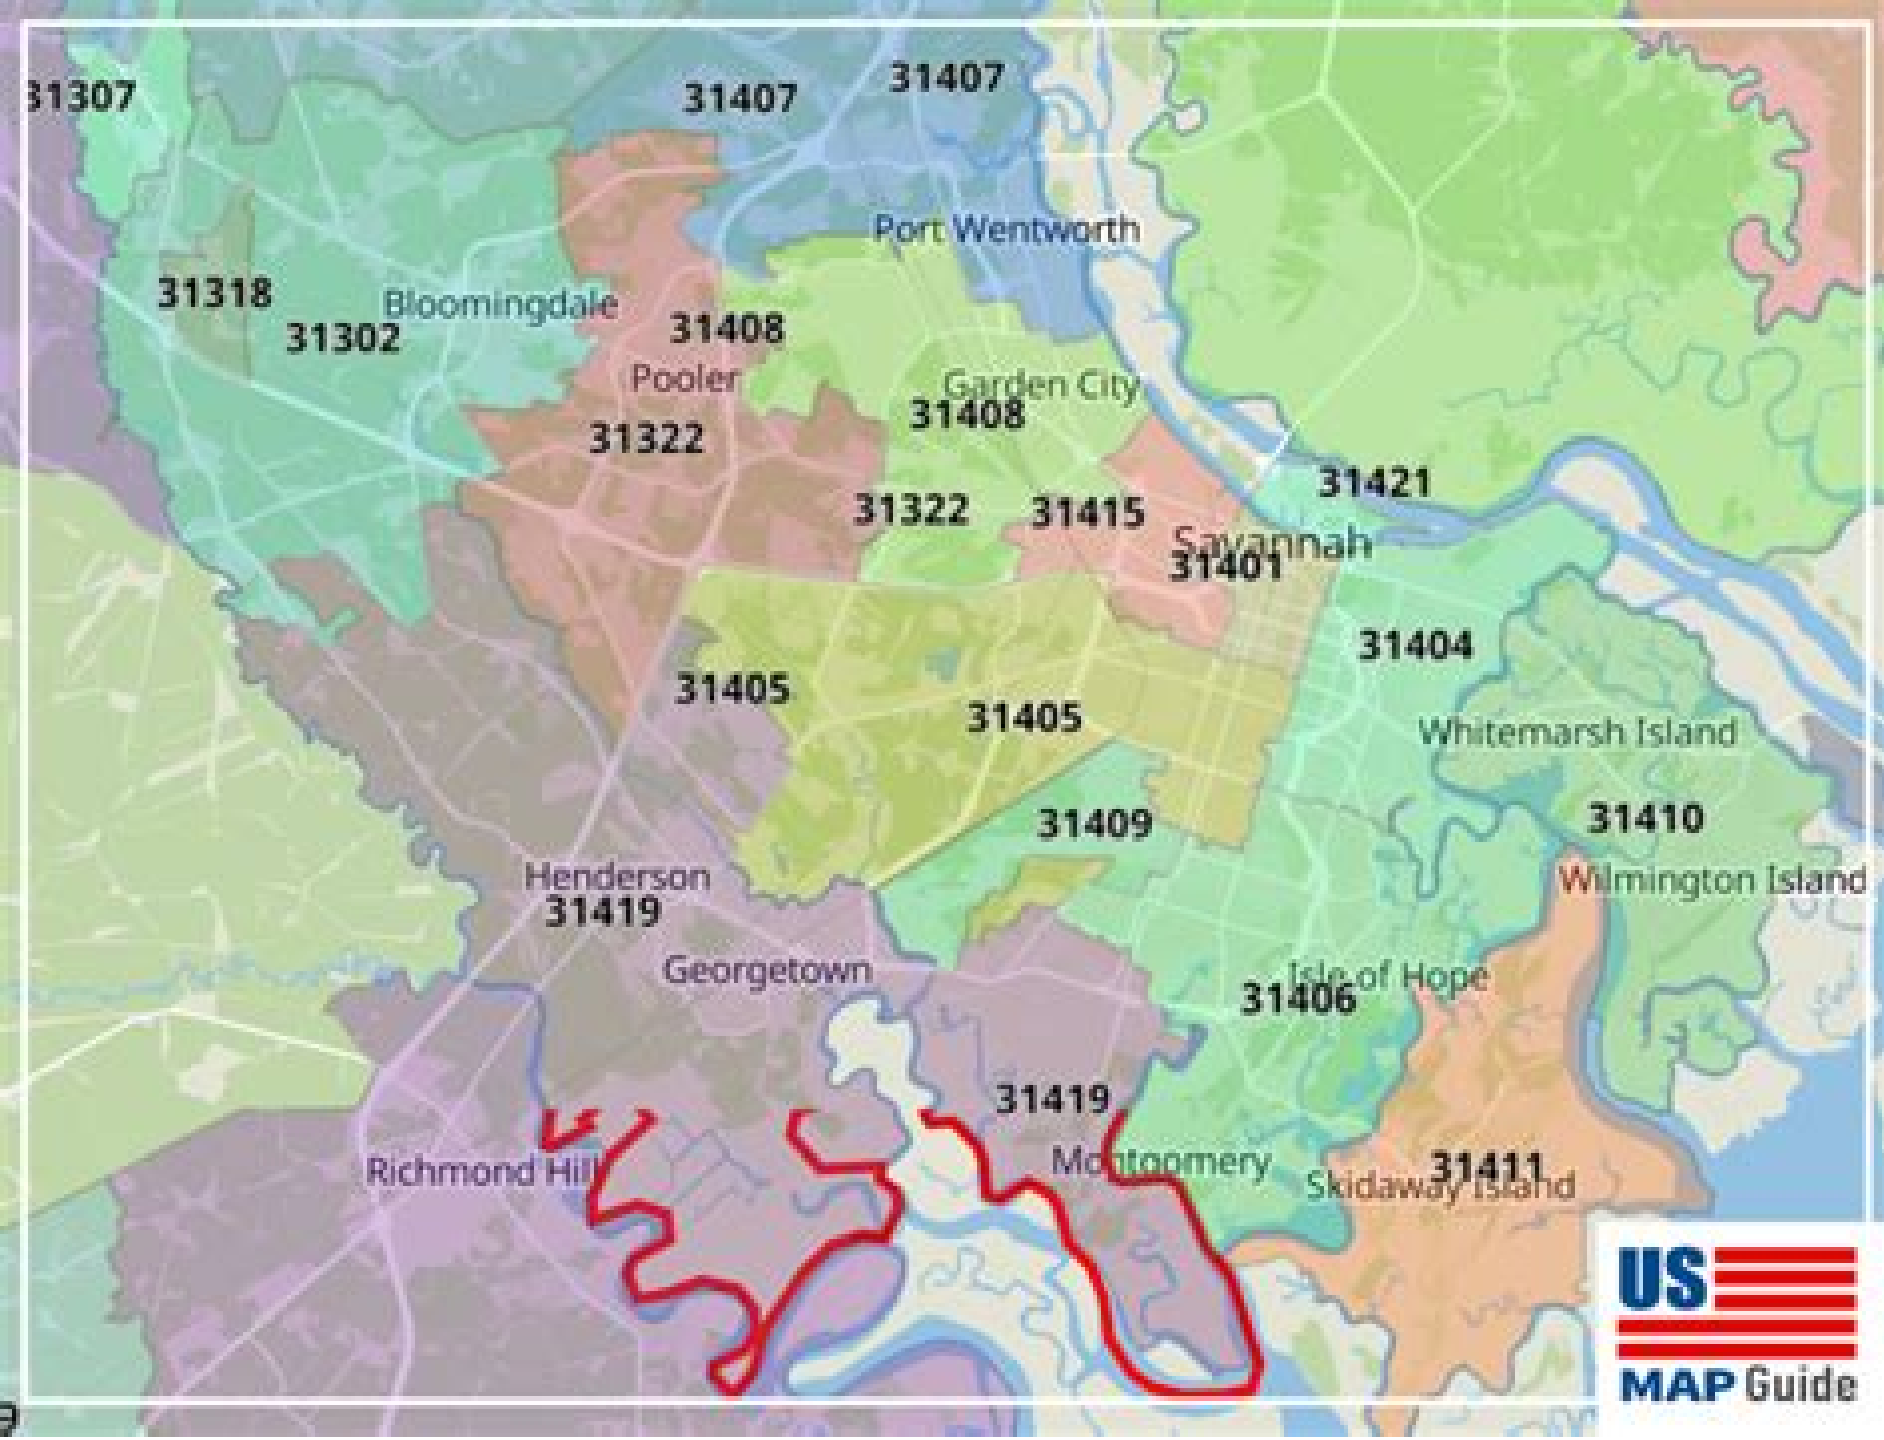 31307
31407
31407
Port Wentworth
31318
Bloomingdale
31302
31408
Pooler
Garden City
31408
31322
31421
31322
31415
Savannah
31401
31404
31405
31405
Whitemarsh Island
31409
31410
Henderson
Wilmington Island
31419
Georgetown
Isle of Hope
31406
31419
Richmond Hill
Montgomery
31411
Skidaway Island
US
MAP Guide